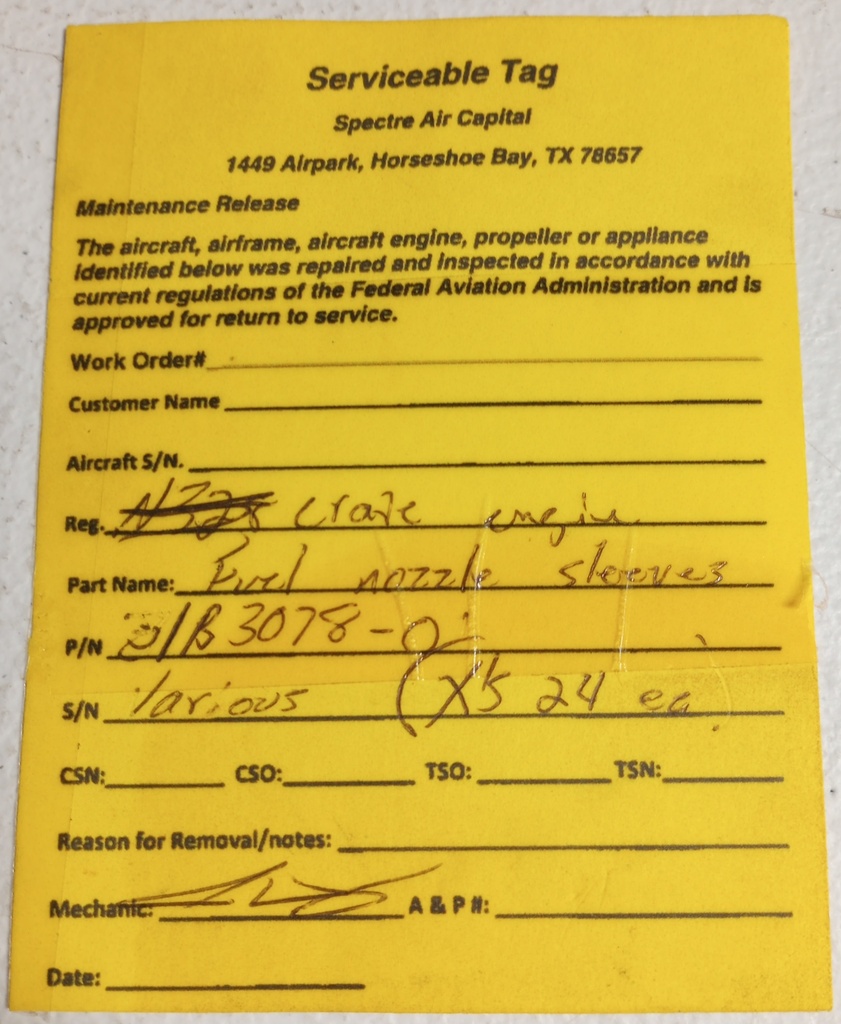 Serviceable Tag
Spectre Air Capital
1449 Airpark, Horseshoe Bay, TX 78657
Maintenance Release
The aircraft, airframe, aircraft engine, propeller or appliance
identified below was repaired and inspected in accordance with
current regulations of the Federal Aviation Administration and is
approved for return to service.
Work Order#
Customer Name
Aircraft S/N.
Reg. crate engine
Part Name: Fuel nozzle sleeves
P/N
S/N Various 24 ea
CSN: CSO: TSO: TSN:
Reason for Removal/notes:
Mechanic: A & P #:
Date: